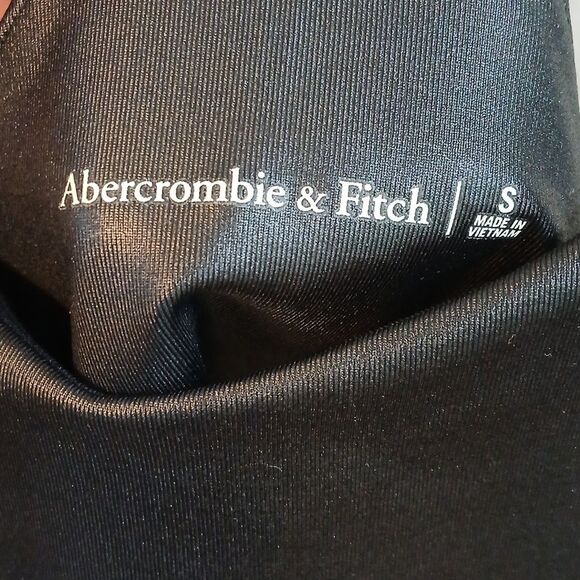 Abercrombie & Fitch | S
MADE IN
VIETNAM